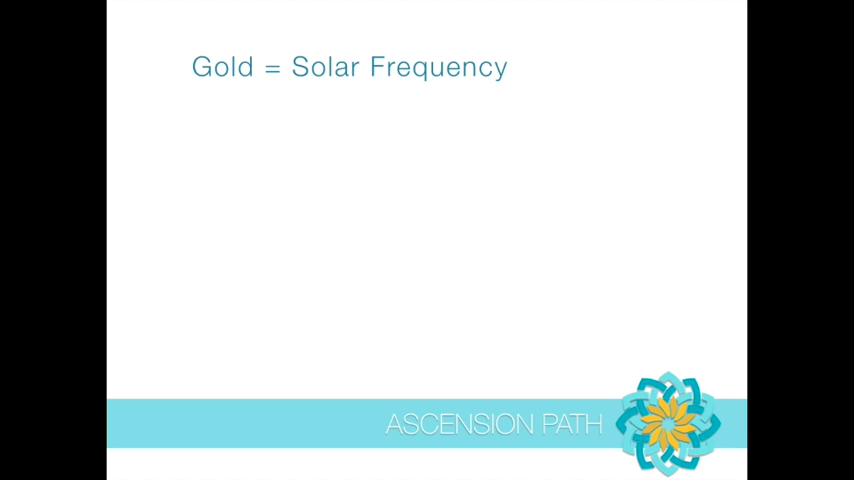 Gold = Solar Frequency
ASCENSION PATH